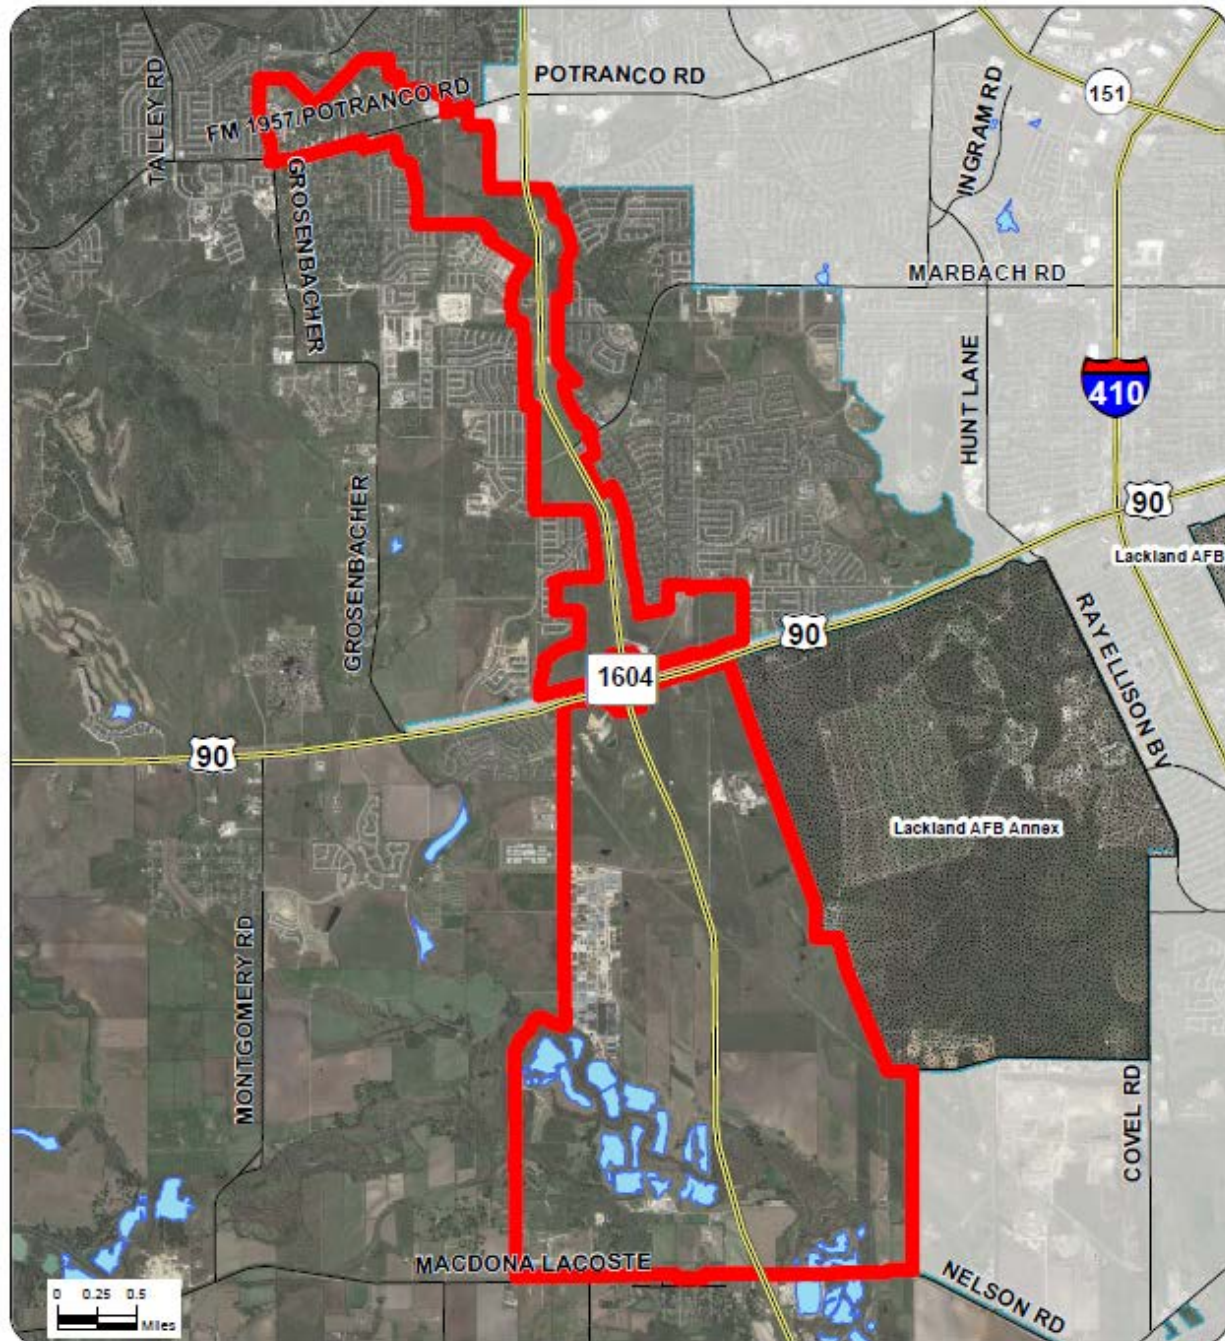 POTRANCO RD
151
TALLEY RD
FM 1957/POTRANCO RD
INGRAM RD
GROSENBACHER
MARBACH RD
HUNT LANE
410
90
GROSENBACHER
Lackland AFB
RAY ELLISON BV
90
1604
90
Lackland AFB Annex
MONTGOMERY RD
COVEL RD
MACDONA LACOSTE
NELSON RD
0 0.25 0.5
Miles